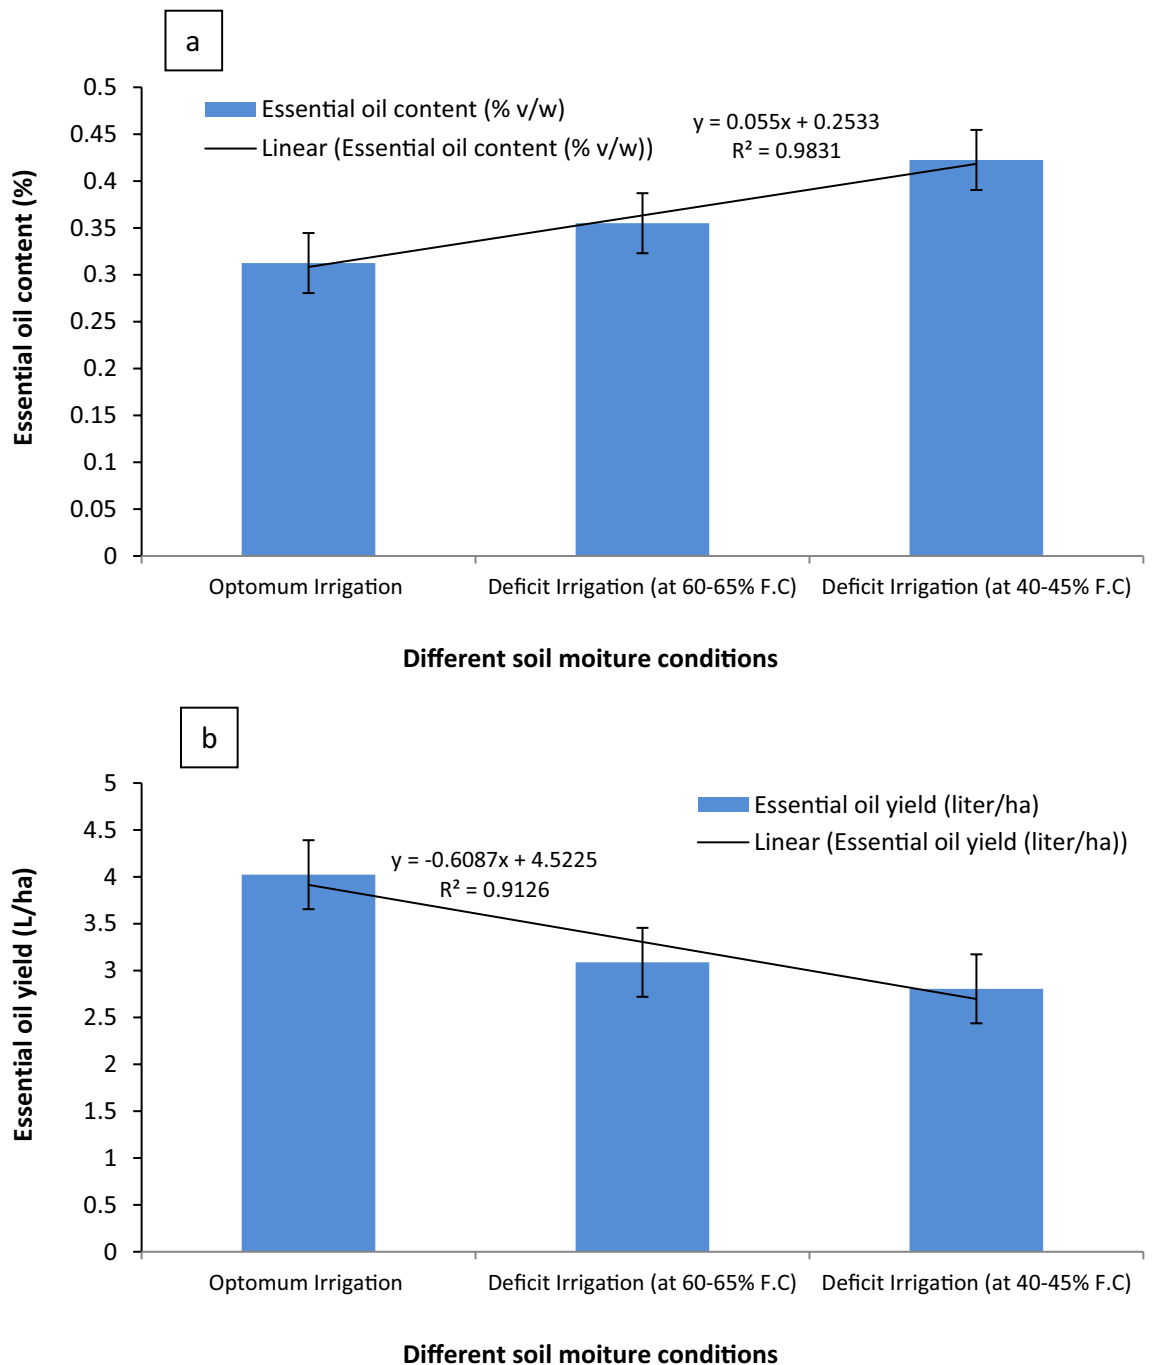 a
Essential oil content (%)
0.5
0.45
0.4
0.35
0.3
0.25
0.2
0.15
0.1
0.05
0
Essential oil content (% v/w)
Linear (Essential oil content (% v/w))
y = 0.055x + 0.2533
R² = 0.9831
Optomum Irrigation
Deficit Irrigation (at 60-65% F.C)
Deficit Irrigation (at 40-45% F.C)
Different soil moiture conditions
b
Essential oil yield (L/ha)
5
4.5
4
3.5
3
2.5
2
1.5
1
0.5
0
Essential oil yield (liter/ha)
Linear (Essential oil yield (liter/ha))
y = -0.6087x + 4.5225
R² = 0.9126
Optomum Irrigation
Deficit Irrigation (at 60-65% F.C)
Deficit Irrigation (at 40-45% F.C)
Different soil moiture conditions